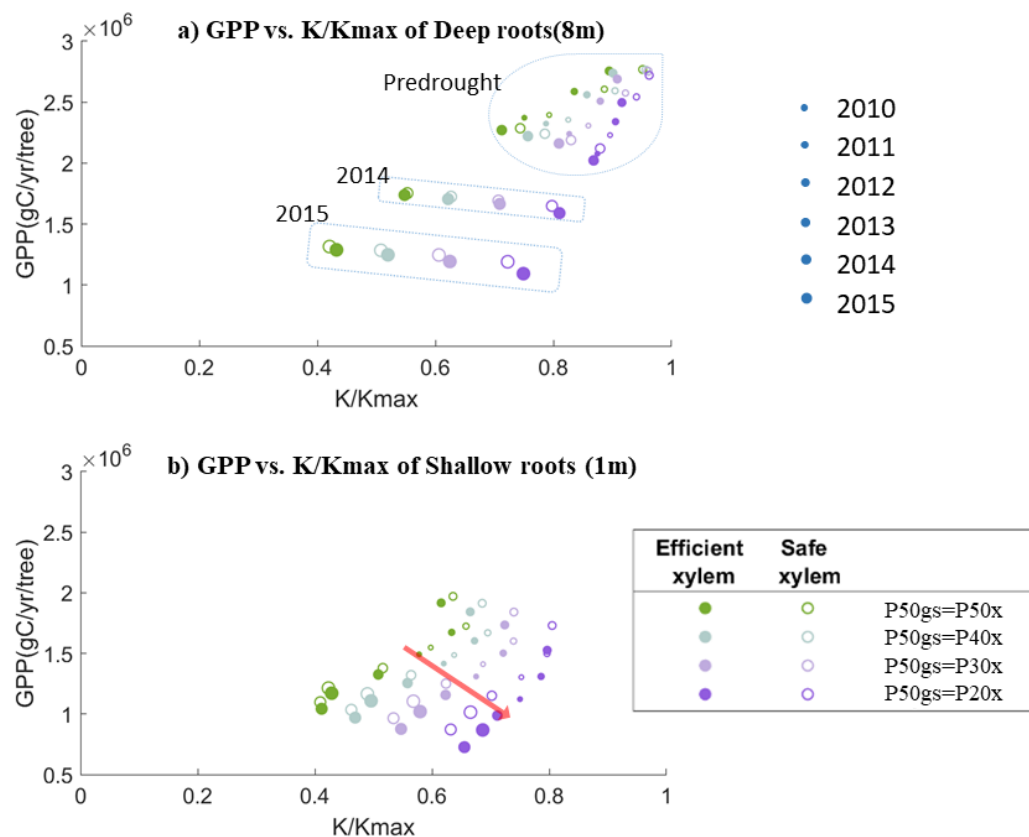 a) GPP vs. K/Kmax of Deep roots(8m)
×10⁶
3
2.5
2
1.5
1
0.5
GPP(gC/yr/tree)
Predrought
2014
2015
0
0.2
0.4
0.6
0.8
1
K/Kmax
2010
2011
2012
2013
2014
2015
b) GPP vs. K/Kmax of Shallow roots (1m)
×10⁶
3
2.5
2
1.5
1
0.5
GPP(gC/yr/tree)
0
0.2
0.4
0.6
0.8
1
K/Kmax
Efficient xylem
Safe xylem
P50gs=P50x
P50gs=P40x
P50gs=P30x
P50gs=P20x